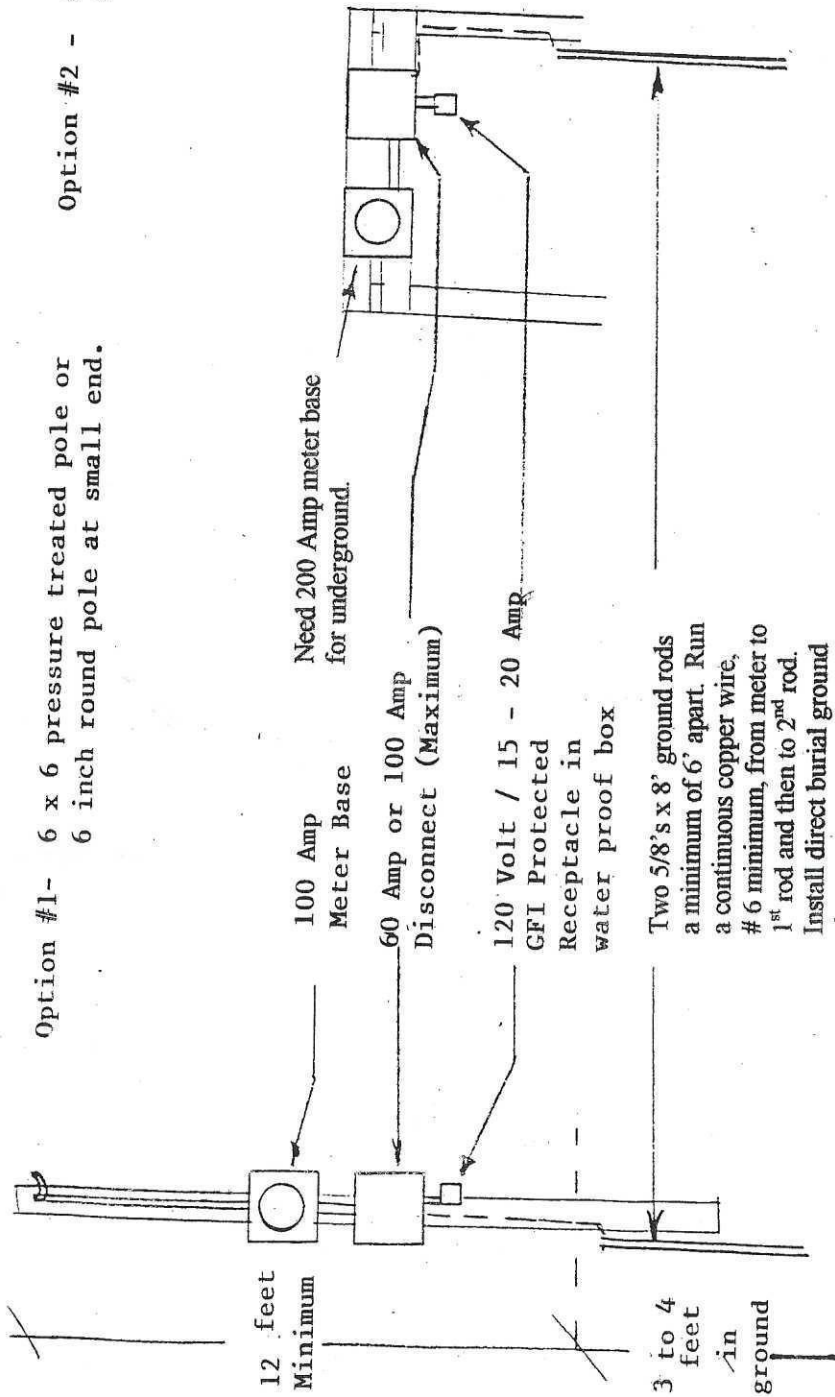 Option #1- 6 x 6 pressure treated pole or
6 inch round pole at small end.
Option #2 -
12 feet
Minimum
100 Amp
Meter Base
Need 200 Amp meter base
for underground.
60 Amp or 100 Amp
Disconnect (Maximum)
120 Volt / 15 - 20 Amp
GFI Protected
Receptacle in
water proof box
3 to 4
feet
in
ground
Two 5/8's x 8' ground rods
a minimum of 6' apart. Run
a continuous copper wire,
# 6 minimum, from meter to
1st rod and then to 2nd rod.
Install direct burial ground